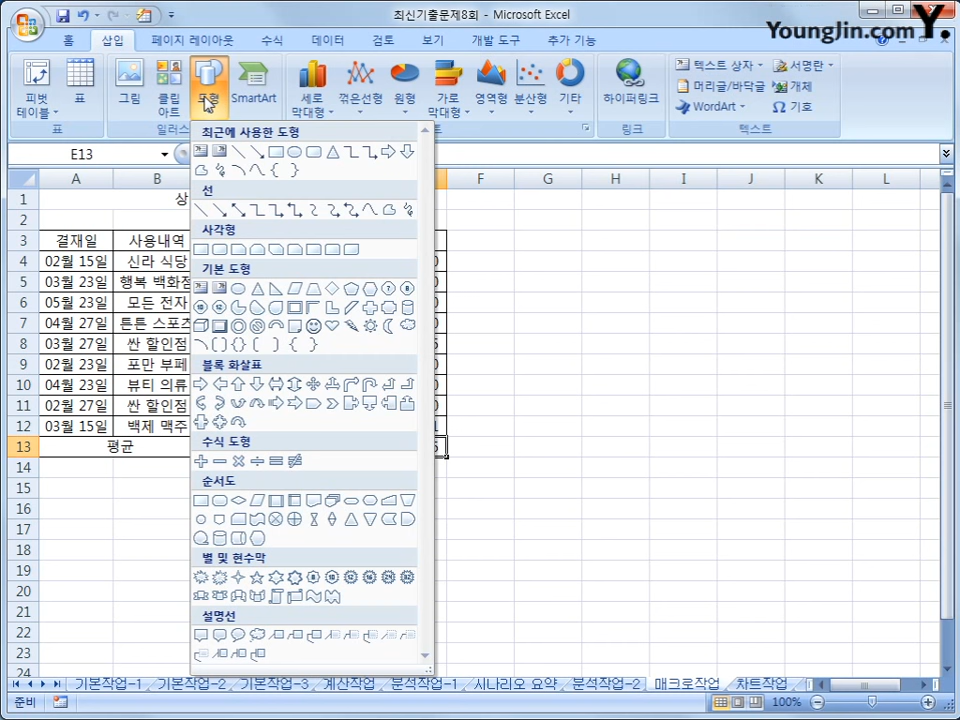 최신기출문제8회 - Microsoft Excel
YoungJin.com Y.
홈 삽입 페이지 레이아웃 수식 데이터 검토 보기 개발 도구 추가 기능
피벗 테이블 표 그림 클립 아트 도형 SmartArt 세로 막대형 꺾은선형 원형 가로 막대형 영역형 분산형 기타 하이퍼링크
텍스트 상자 서명란
머리글/바닥글 개체
WordArt Ω 기호
표 일러스 링크 텍스트
E13
A B F G H I J K L
1 상
2
3 결재일 사용내역
4 02월 15일 신라 식당 0
5 03월 23일 행복 백화점 0
6 05월 23일 모든 전자 0
7 04월 27일 튼튼 스포츠 0
8 03월 27일 싼 할인점 5
9 02월 23일 포만 부페 0
10 04월 23일 뷰티 의류 0
11 02월 27일 싼 할인점 0
12 03월 15일 백제 맥주 1
13 평균 5
14
15
16
17
18
19
20
21
22
23
24
최근에 사용한 도형
선
사각형
기본 도형
블록 화살표
수식 도형
순서도
별 및 현수막
설명선
기본작업-1 기본작업-2 기본작업-3 계산작업 분석작업-1 시나리오 요약 분석작업-2 매크로작업 차트작업
준비 100%